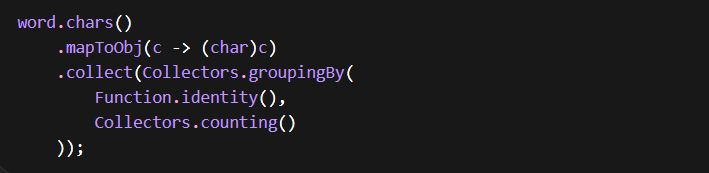 word.chars()
    .mapToObj(c -> (char)c)
    .collect(Collectors.groupingBy(
        Function.identity(),
        Collectors.counting()
    ));